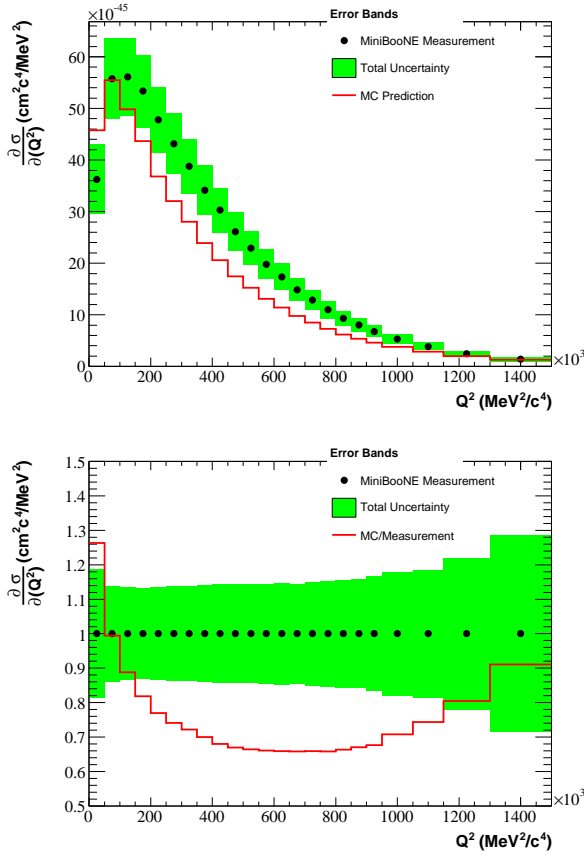 ×10⁻⁴⁵
Error Bands
MiniBooNE Measurement
Total Uncertainty
MC Prediction
∂σ/∂(Q²) (cm²c⁴/MeV²)
60
50
40
30
20
10
0
0 200 400 600 800 1000 1200 1400
×10³
Q² (MeV²/c⁴)
Error Bands
MiniBooNE Measurement
Total Uncertainty
MC/Measurement
∂σ/∂(Q²) (cm²c⁴/MeV²)
1.5
1.4
1.3
1.2
1.1
1
0.9
0.8
0.7
0.6
0.5
0 200 400 600 800 1000 1200 1400
×10³
Q² (MeV²/c⁴)